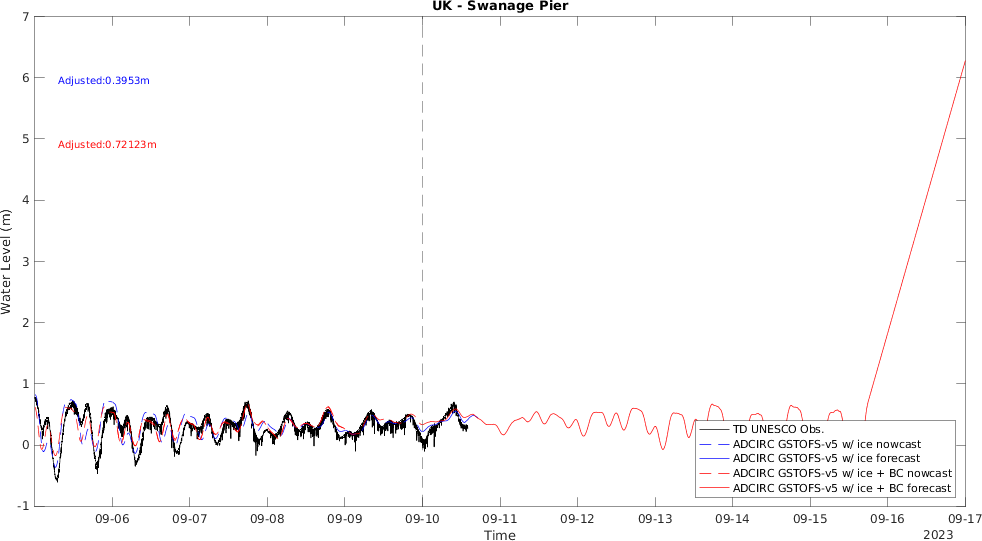 UK - Swanage Pier
7
6
5
4
3
2
1
0
-1
Water Level (m)
Adjusted:0.3953m
Adjusted:0.72123m
TD UNESCO Obs.
ADCIRC GSTOFS-v5 w/ ice nowcast
ADCIRC GSTOFS-v5 w/ ice forecast
ADCIRC GSTOFS-v5 w/ ice + BC nowcast
ADCIRC GSTOFS-v5 w/ ice + BC forecast
09-06 09-07 09-08 09-09 09-10 09-11 09-12 09-13 09-14 09-15 09-16 09-17
Time
2023